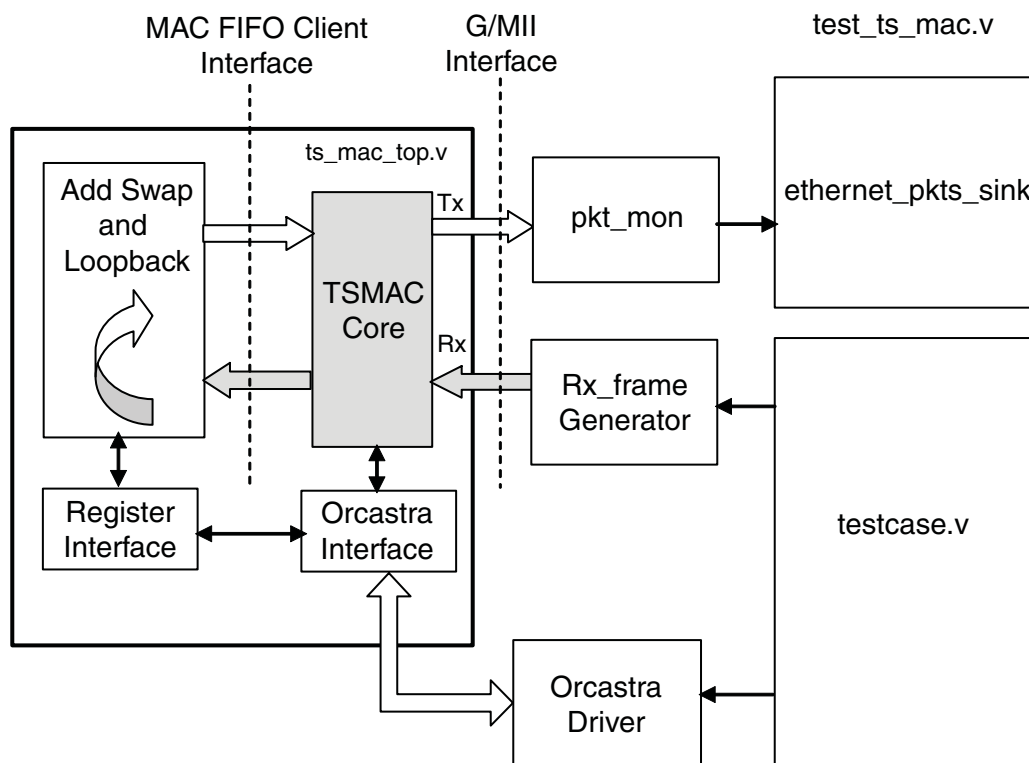 MAC FIFO Client
Interface
G/MII
Interface
test_ts_mac.v
ts_mac_top.v
Add Swap
and
Loopback
Tx
TSMAC
Core
Rx
pkt_mon
ethernet_pkts_sink
Rx_frame
Generator
Register
Interface
Orcastra
Interface
testcase.v
Orcastra
Driver